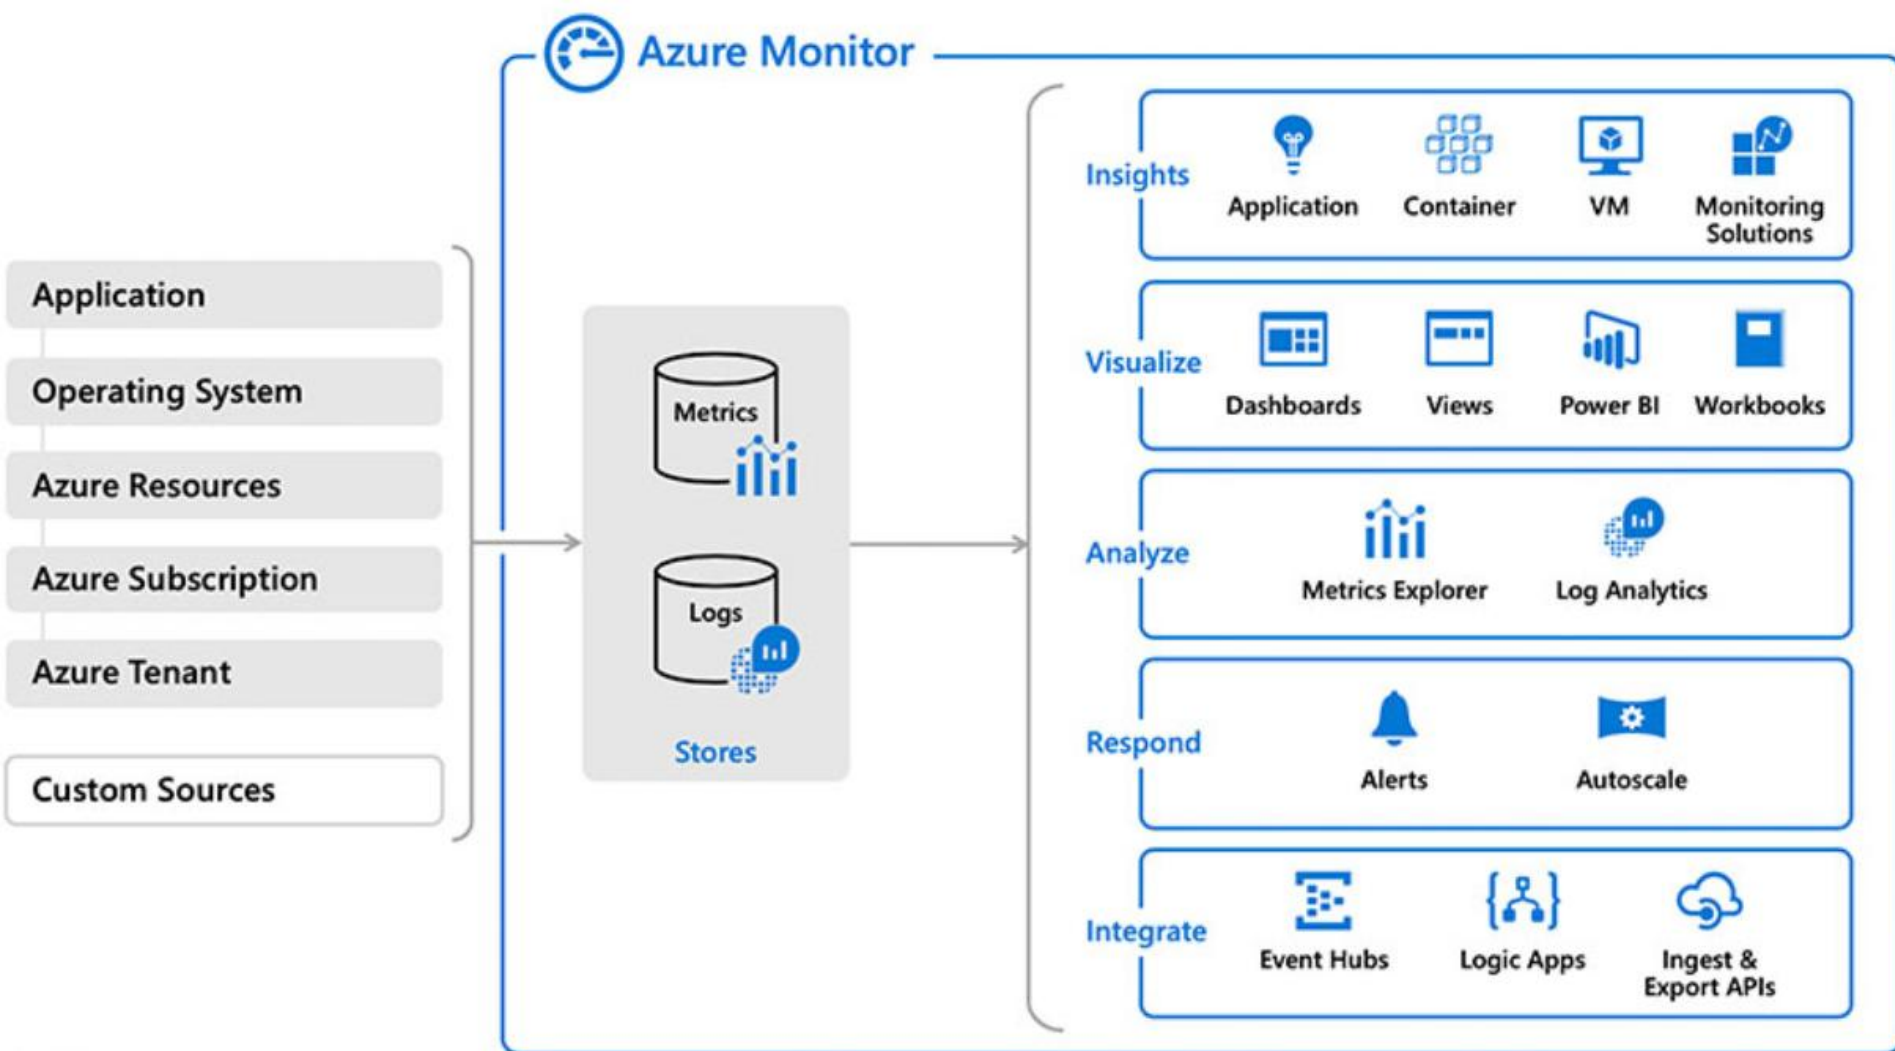 Azure Monitor
Application
Operating System
Azure Resources
Azure Subscription
Azure Tenant
Custom Sources
Metrics
Logs
Stores
Insights
Application
Container
VM
Monitoring
Solutions
Visualize
Dashboards
Views
Power BI
Workbooks
Analyze
Metrics Explorer
Log Analytics
Respond
Alerts
Autoscale
Integrate
Event Hubs
Logic Apps
Ingest &
Export APIs